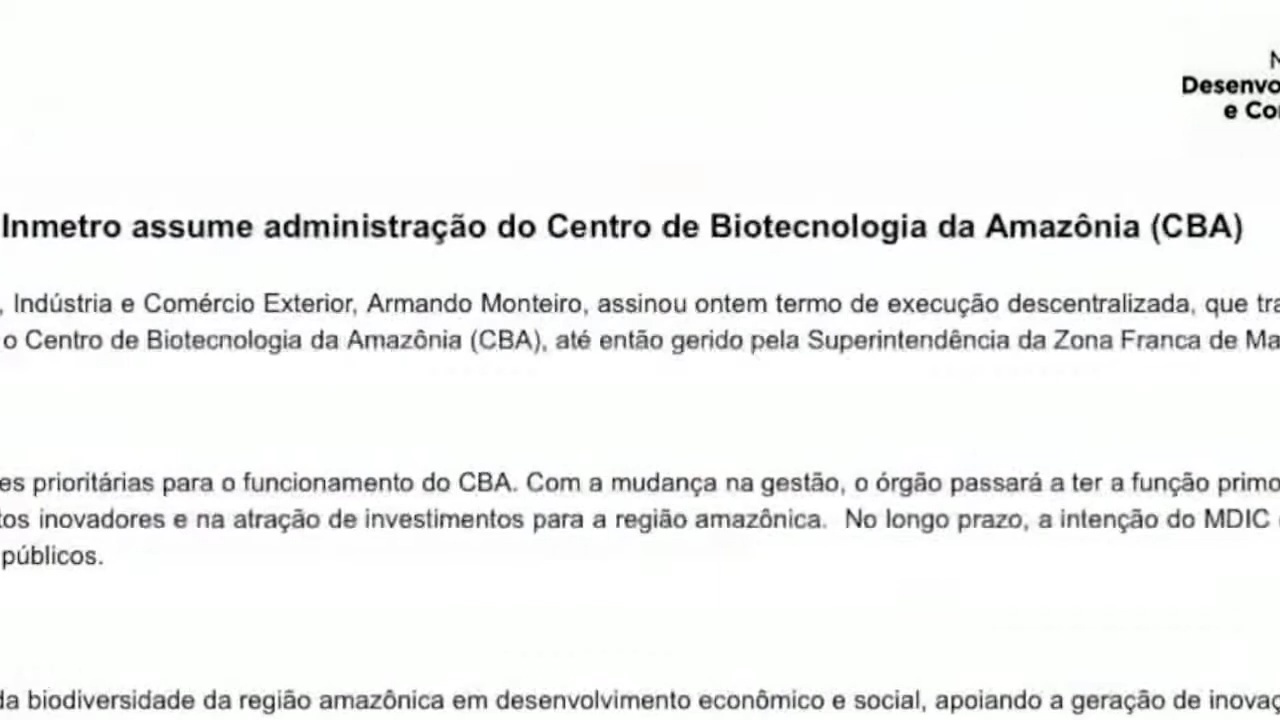 Desenvo
e Co
Inmetro assume administração do Centro de Biotecnologia da Amazônia (CBA)
, Indústria e Comércio Exterior, Armando Monteiro, assinou ontem termo de execução descentralizada, que tra
o Centro de Biotecnologia da Amazônia (CBA), até então gerido pela Superintendência da Zona Franca de Ma
es prioritárias para o funcionamento do CBA. Com a mudança na gestão, o órgão passará a ter a função primo
tos inovadores e na atração de investimentos para a região amazônica. No longo prazo, a intenção do MDIC
públicos.
da biodiversidade da região amazônica em desenvolvimento econômico e social, apoiando a geração de inovaç